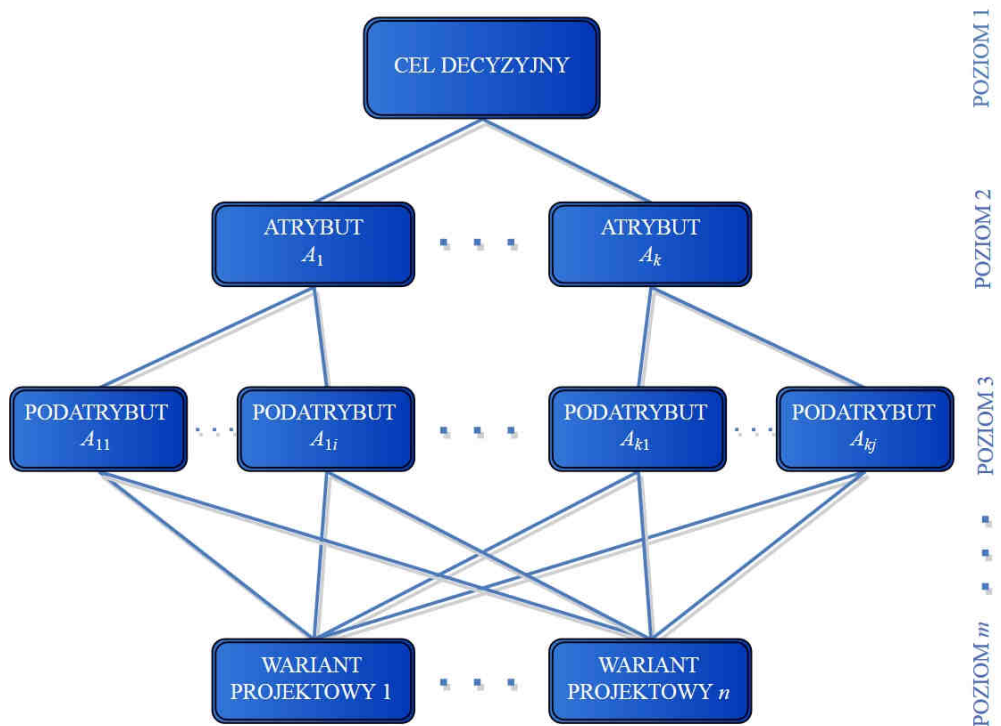 CEL DECYZYJNY
POZIOM 1
ATRYBUT
A₁
ATRYBUT
Aₖ
POZIOM 2
PODATRYBUT
A₁₁
PODATRYBUT
A₁ᵢ
PODATRYBUT
Aₖ₁
PODATRYBUT
Aₖⱼ
POZIOM 3
WARIANT
PROJEKTOWY 1
WARIANT
PROJEKTOWY n
POZIOM m